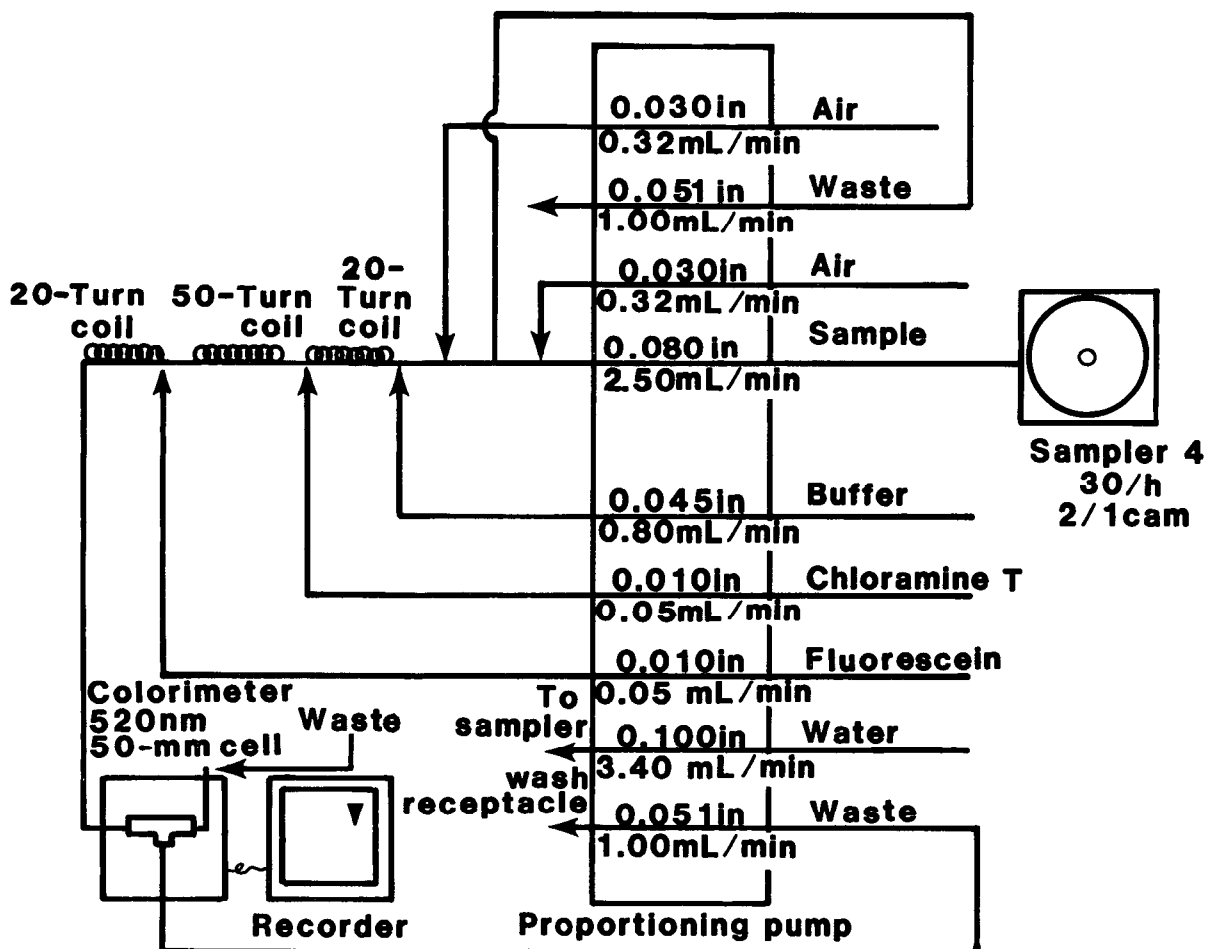 0.030in Air
0.32mL/min
0.051in Waste
1.00mL/min
0.030in Air
0.32mL/min
20-Turn coil
50-Turn coil
20-Turn coil
0.080in Sample
2.50mL/min
Sampler 4
30/h
2/1cam
0.045in Buffer
0.80mL/min
0.010in Chloramine T
0.05mL/min
0.010in Fluorescein
0.05 mL/min
Colorimeter
520nm
50-mm cell
Waste
To sampler wash receptacle
0.100in Water
3.40 mL/min
0.051in Waste
1.00mL/min
Recorder
Proportioning pump